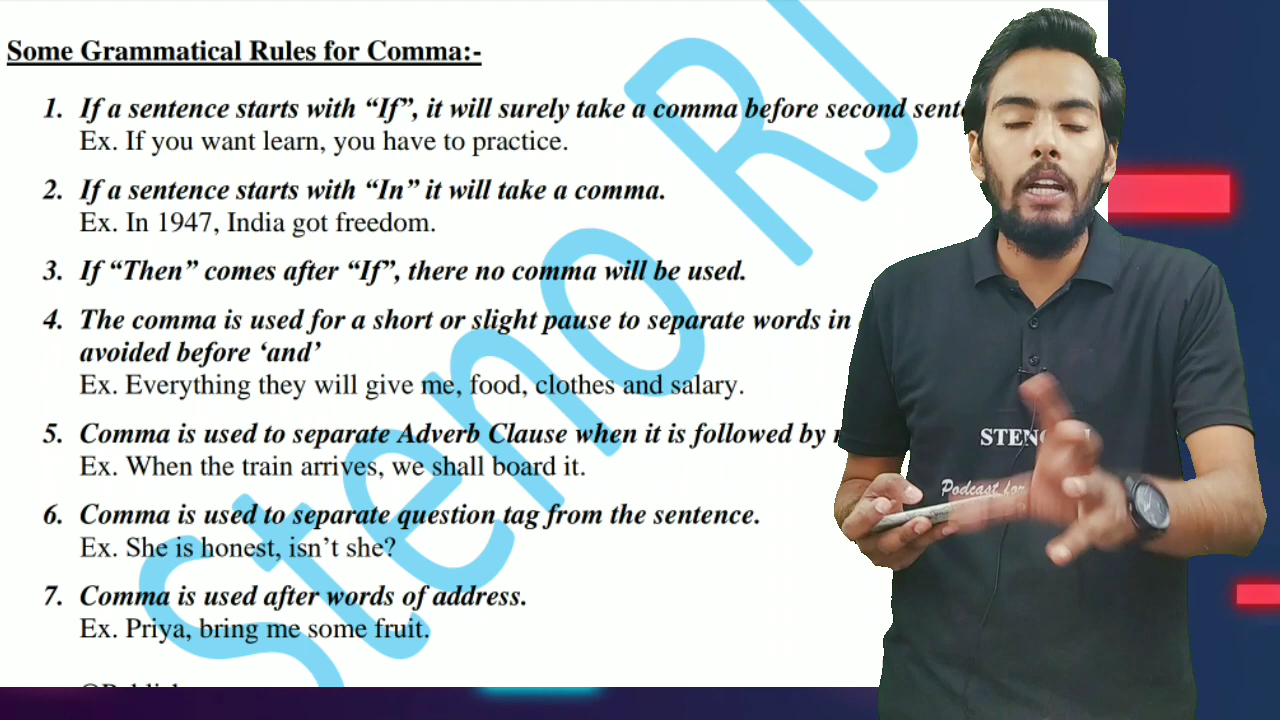 Some Grammatical Rules for Comma:-
1. If a sentence starts with “If”, it will surely take a comma before second
Ex. If you want learn, you have to practice.
2. If a sentence starts with “In” it will take a comma.
Ex. In 1947, India got freedom.
3. If “Then” comes after “If”, there no comma will be used.
4. The comma is used for a short or slight pause to separate words in
avoided before ‘and’
Ex. Everything they will give me, food, clothes and salary.
5. Comma is used to separate Adverb Clause when it is followed by
Ex. When the train arrives, we shall board it.
6. Comma is used to separate question tag from the sentence.
Ex. She is honest, isn’t she?
7. Comma is used after words of address.
Ex. Priya, bring me some fruit.
Steno RJ
Podcast for